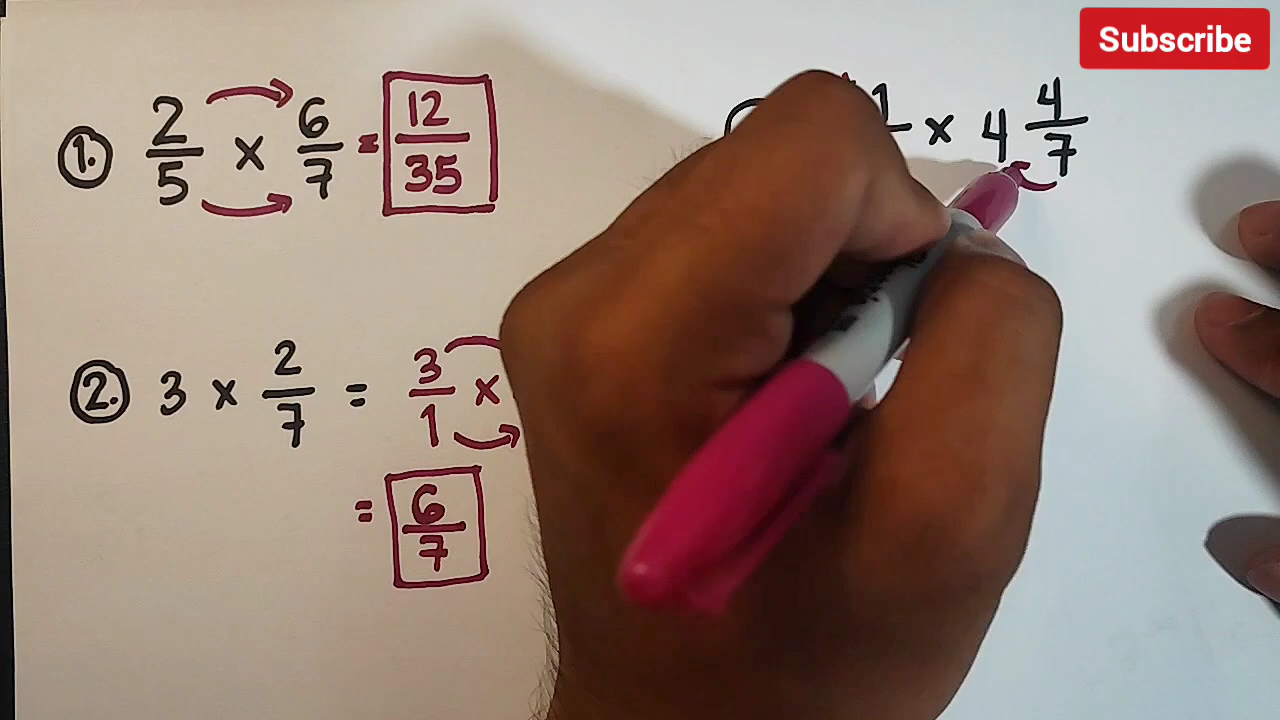 Subscribe
1. 2/5 x 6/7 = 12/35
1 x 4 4/7
2. 3 x 2/7 = 3/1 x
= 6/7